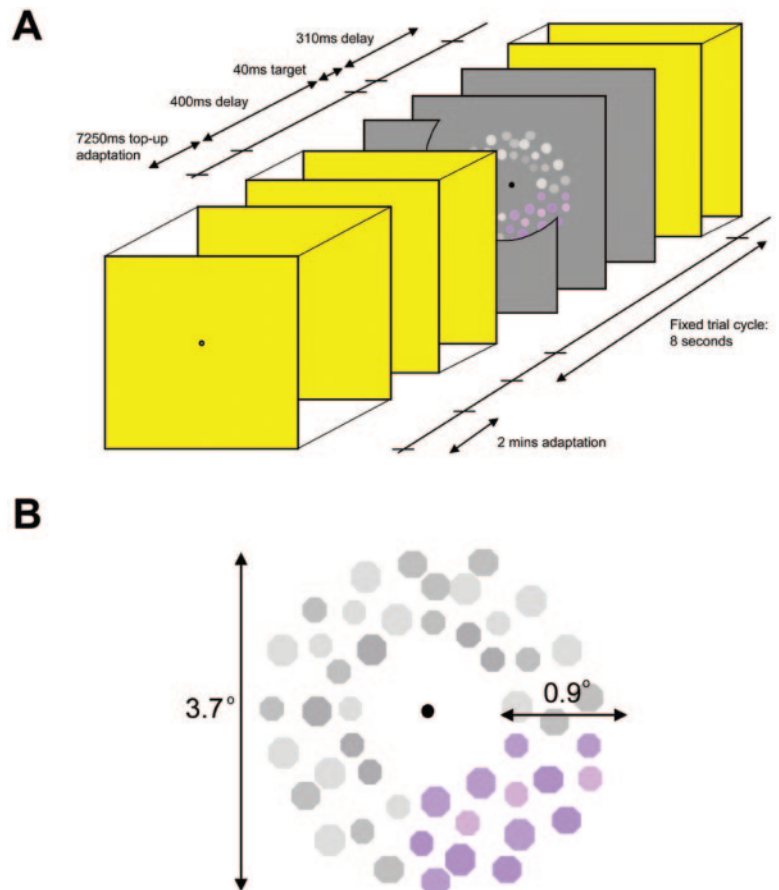 A
310ms delay
40ms target
400ms delay
7250ms top-up
adaptation
Fixed trial cycle:
8 seconds
2 mins adaptation
B
3.7°
0.9°